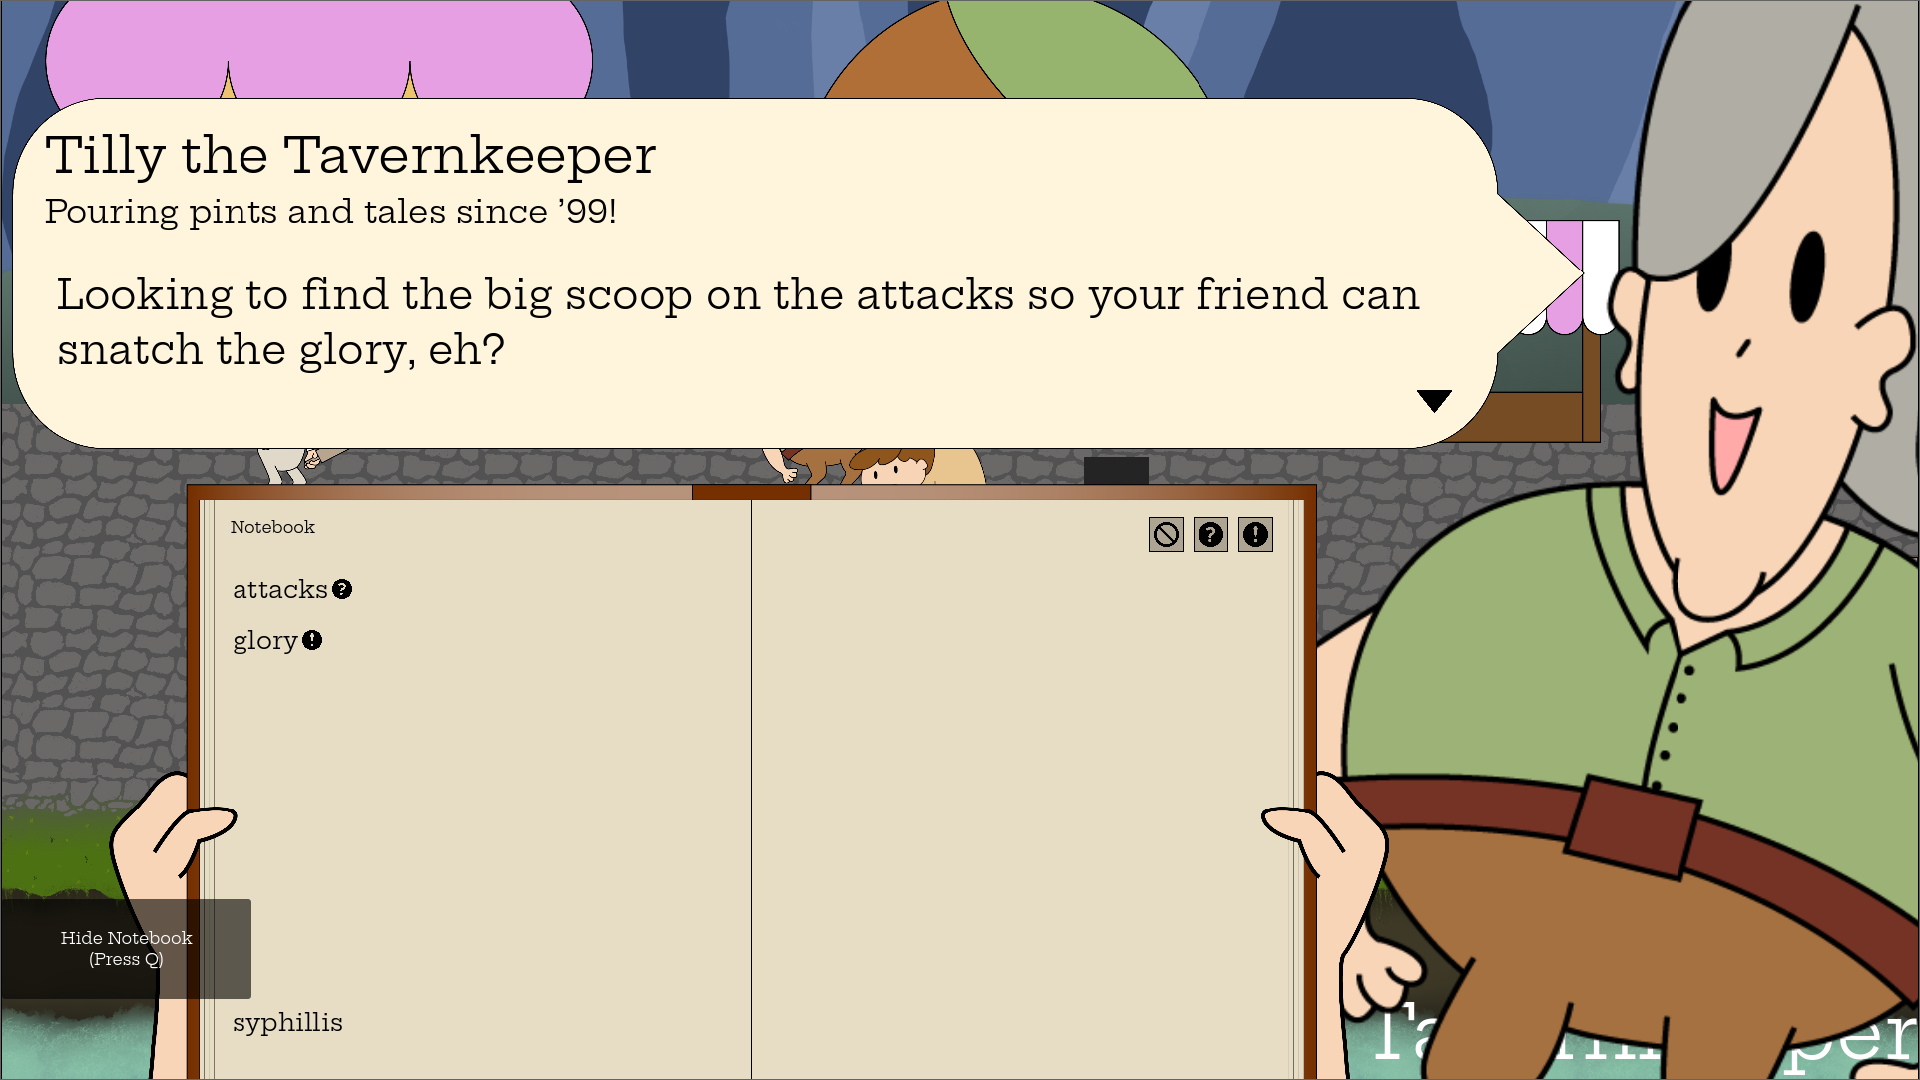 Tilly the Tavernkeeper
Pouring pints and tales since ’99!
Looking to find the big scoop on the attacks so your friend can
snatch the glory, eh?
Notebook
attacks
glory
Hide Notebook
(Press Q)
syphillis